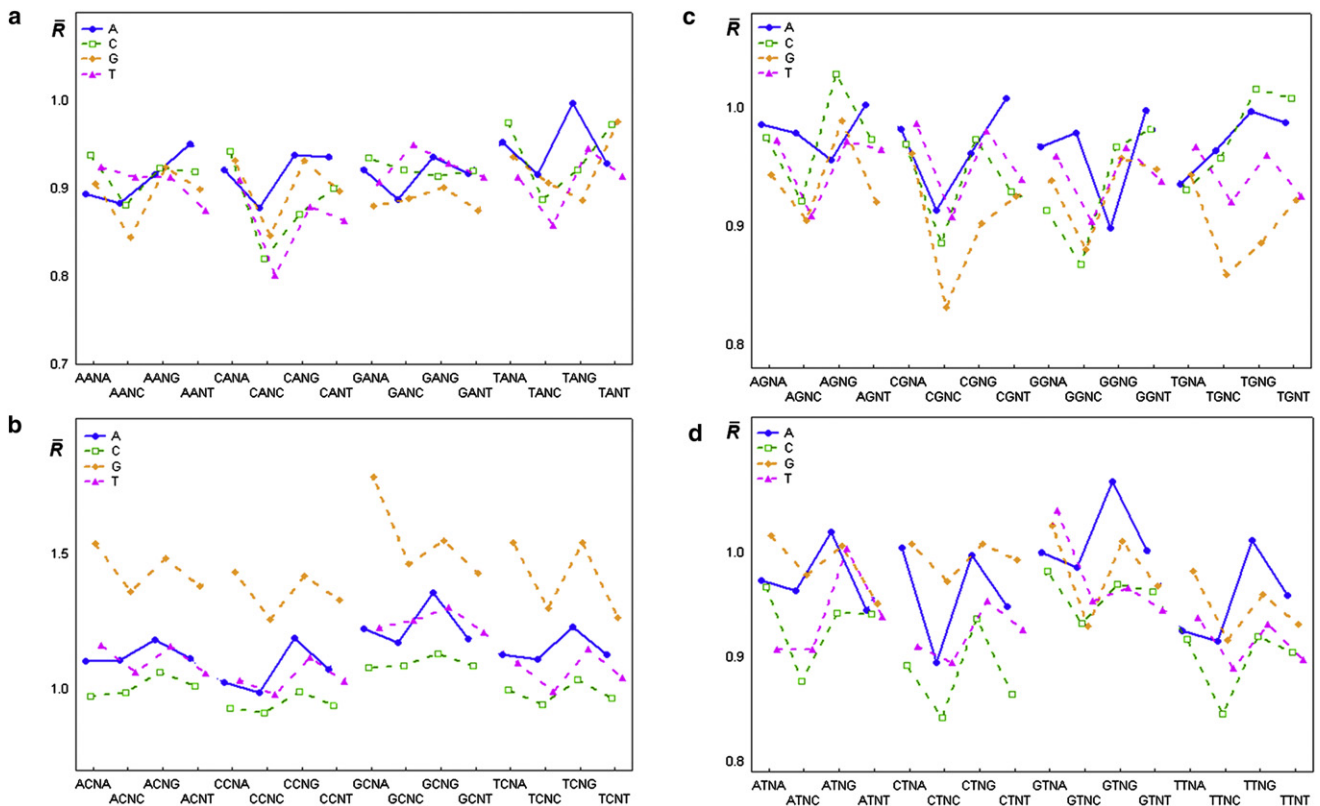 a
R̄
A
C
G
T
1.0
0.9
0.8
0.7
AANA AANG CANA CANG GANA GANG TANA TANG
AANC AANT CANC CANT GANC GANT TANC TANT
b
R̄
A
C
G
T
1.5
1.0
ACNA ACNG CCNA CCNG GCNA GCNG TCNA TCNG
ACNC ACNT CCNC CCNT GCNC GCNT TCNC TCNT
c
R̄
A
C
G
T
1.0
0.9
0.8
AGNA AGNG CGNA CGNG GGNA GGNG TGNA TGNG
AGNC AGNT CGNC CGNT GGNC GGNT TGNC TGNT
d
R̄
A
C
G
T
1.0
0.9
0.8
ATNA ATNG CTNA CTNG GTNA GTNG TTNA TTNG
ATNC ATNT CTNC CTNT GTNC GTNT TTNC TTNT